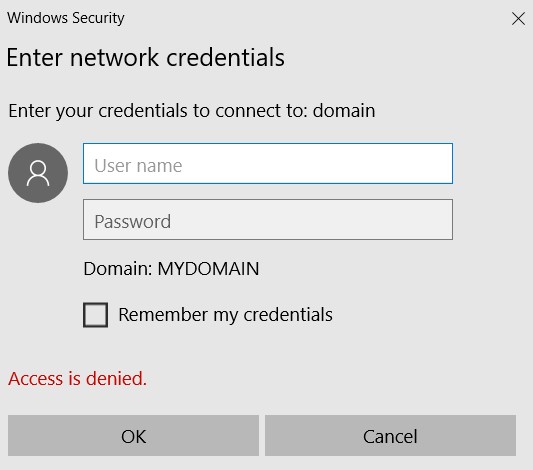 Windows Security
Enter network credentials
Enter your credentials to connect to: domain
User name
Password
Domain: MYDOMAIN
Remember my credentials
Access is denied.
OK
Cancel